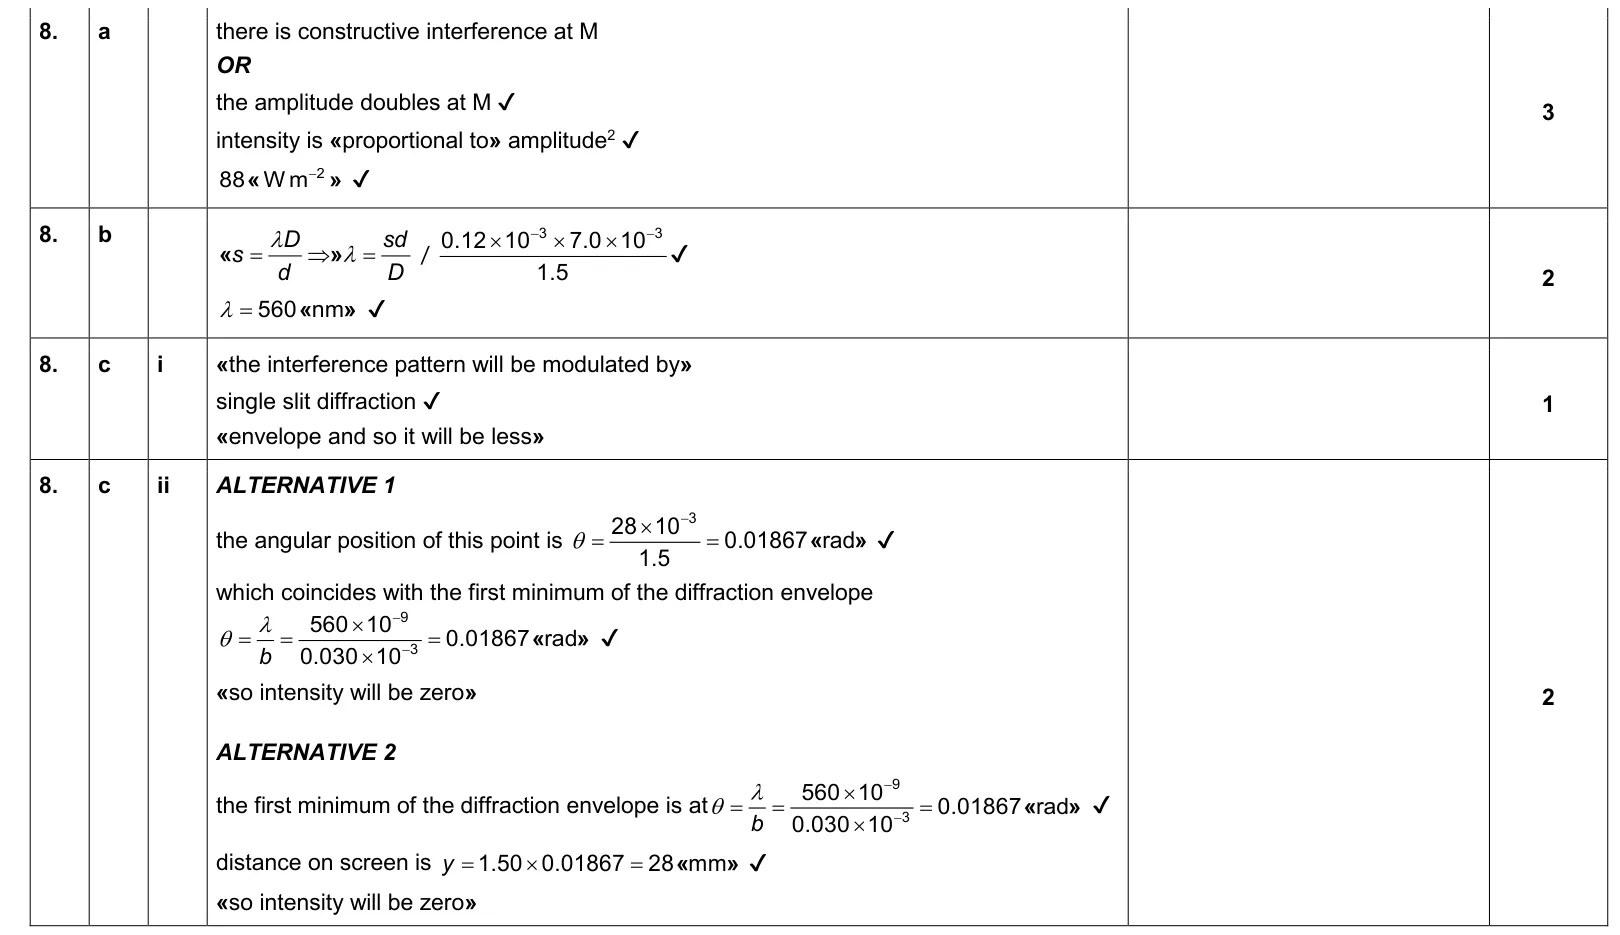 8. a there is constructive interference at M
OR
the amplitude doubles at M ✓
3
intensity is «proportional to» amplitude² ✓
88 « W m⁻² » ✓
8. b «s = λD/d ⇒» λ = sd/D / 0.12×10⁻³ × 7.0×10⁻³/1.5 ✓
2
λ = 560 «nm» ✓
8. c i «the interference pattern will be modulated by»
single slit diffraction ✓
1
«envelope and so it will be less»
8. c ii ALTERNATIVE 1
the angular position of this point is θ = 28×10⁻³/1.5 = 0.01867 «rad» ✓
which coincides with the first minimum of the diffraction envelope
θ = λ/b = 560×10⁻⁹/0.030×10⁻³ = 0.01867 «rad» ✓
«so intensity will be zero»
2
ALTERNATIVE 2
the first minimum of the diffraction envelope is at θ = λ/b = 560×10⁻⁹/0.030×10⁻³ = 0.01867 «rad» ✓
distance on screen is y = 1.50×0.01867 = 28 «mm» ✓
«so intensity will be zero»